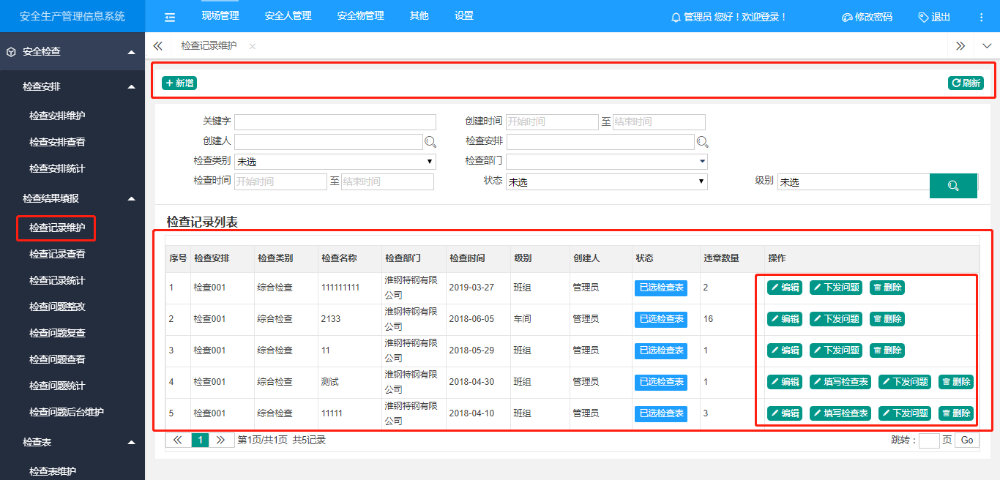 安全生产管理信息系统
现场管理 安全人管理 安全物管理 其他 设置
管理员 您好！欢迎登录！ 修改密码 退出
安全检查
检查安排
检查安排维护
检查安排查看
检查安排统计
检查结果填报
检查记录维护
检查记录查看
检查记录统计
检查问题整改
检查问题复查
检查问题查看
检查问题统计
检查问题后台维护
检查表
检查表维护
检查记录维护
新增 刷新
关键字 创建时间 开始时间 至 结束时间
创建人 检查安排
检查类别 未选 检查部门
检查时间 开始时间 至 结束时间 状态 未选 级别 未选
检查记录列表
序号 检查安排 检查类别 检查名称 检查部门 检查时间 级别 创建人 状态 违章数量 操作
1 检查001 综合检查 111111111 淮钢特钢有限公司 2019-03-27 班组 管理员 已选检查表 2 编辑 下发问题 删除
2 检查001 综合检查 2133 淮钢特钢有限公司 2018-06-05 车间 管理员 已选检查表 16 编辑 下发问题 删除
3 检查001 综合检查 11 淮钢特钢有限公司 2018-05-29 班组 管理员 已选检查表 1 编辑 下发问题 删除
4 检查001 综合检查 测试 淮钢特钢有限公司 2018-04-30 班组 管理员 已选检查表 1 编辑 填写检查表 下发问题 删除
5 检查001 综合检查 11111 淮钢特钢有限公司 2018-04-10 班组 管理员 已选检查表 3 编辑 填写检查表 下发问题 删除
1 第1页/共1页 共5记录 跳转： 页 Go